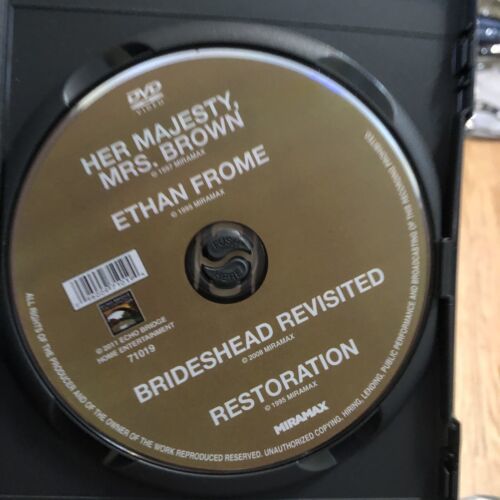 DVD
VIDEO
HER MAJESTY,
MRS. BROWN
© 1997 MIRAMAX
ETHAN FROME
© 1993 MIRAMAX
© 2011 ECHO BRIDGE
HOME ENTERTAINMENT
71019
BRIDESHEAD REVISITED
© 2008 MIRAMAX
RESTORATION
© 1995 MIRAMAX
MIRAMAX
ALL RIGHTS OF THE PRODUCER AND OF THE OWNER OF THE WORK REPRODUCED RESERVED. UNAUTHORIZED COPYING, HIRING, LENDING, PUBLIC PERFORMANCE AND BROADCASTING OF THE RECORDING PROHIBITED.